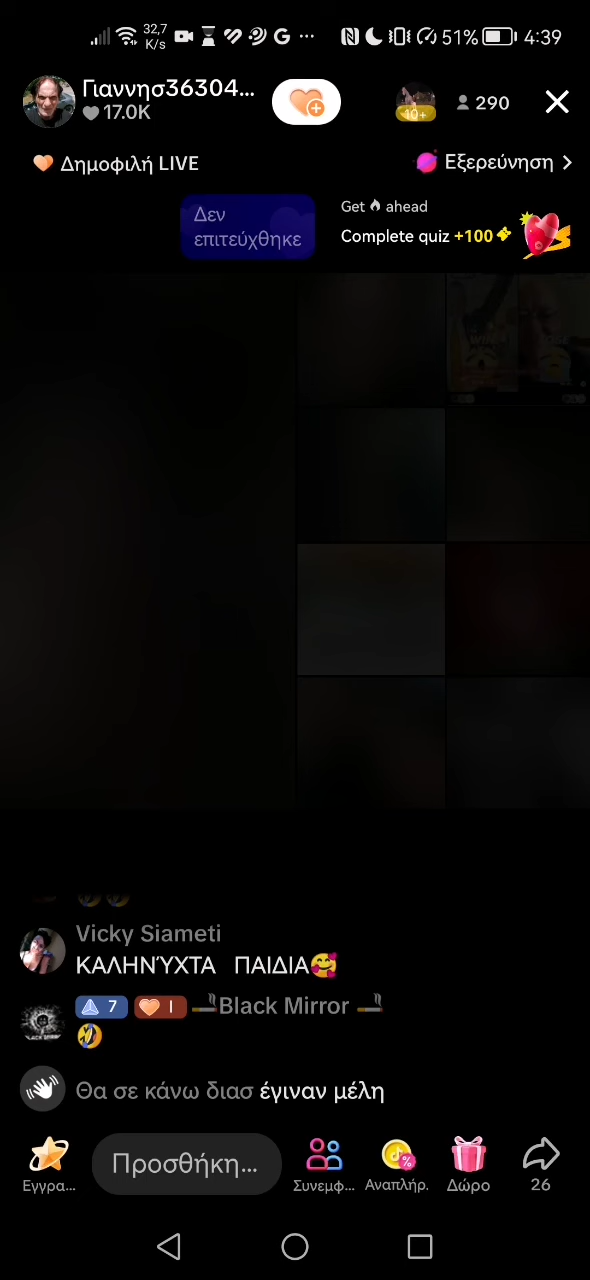 32,7
K/s
51%
4:39
Γιαννησ36304...
17.0K
10+
290
Δημοφιλή LIVE
Εξερεύνηση
Δεν
επιτεύχθηκε
Get ahead
Complete quiz +100
Vicky Siameti
ΚΑΛΗΝΎΧΤΑ ΠΑΙΔΙΑ🥰
7 I Black Mirror
🤣
Θα σε κάνω διασ έγιναν μέλη
Προσθήκη...
Εγγρα...
Συνεμφ...
Αναπλήρ.
Δώρο
26